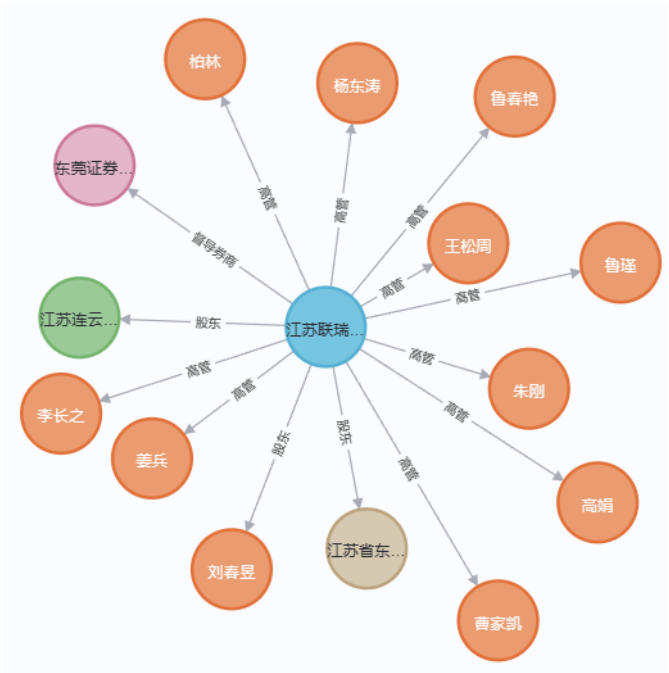 柏林
杨东涛
鲁春艳
东莞证券...
高管
高管
高管
督导券商
王松周
鲁瑾
高管
高管
江苏连云...
股东
江苏联瑞...
高管
高管
高管
朱刚
李长之
高管
姜兵
股东
股东
高管
高娟
江苏省东...
刘春昱
曹家凯